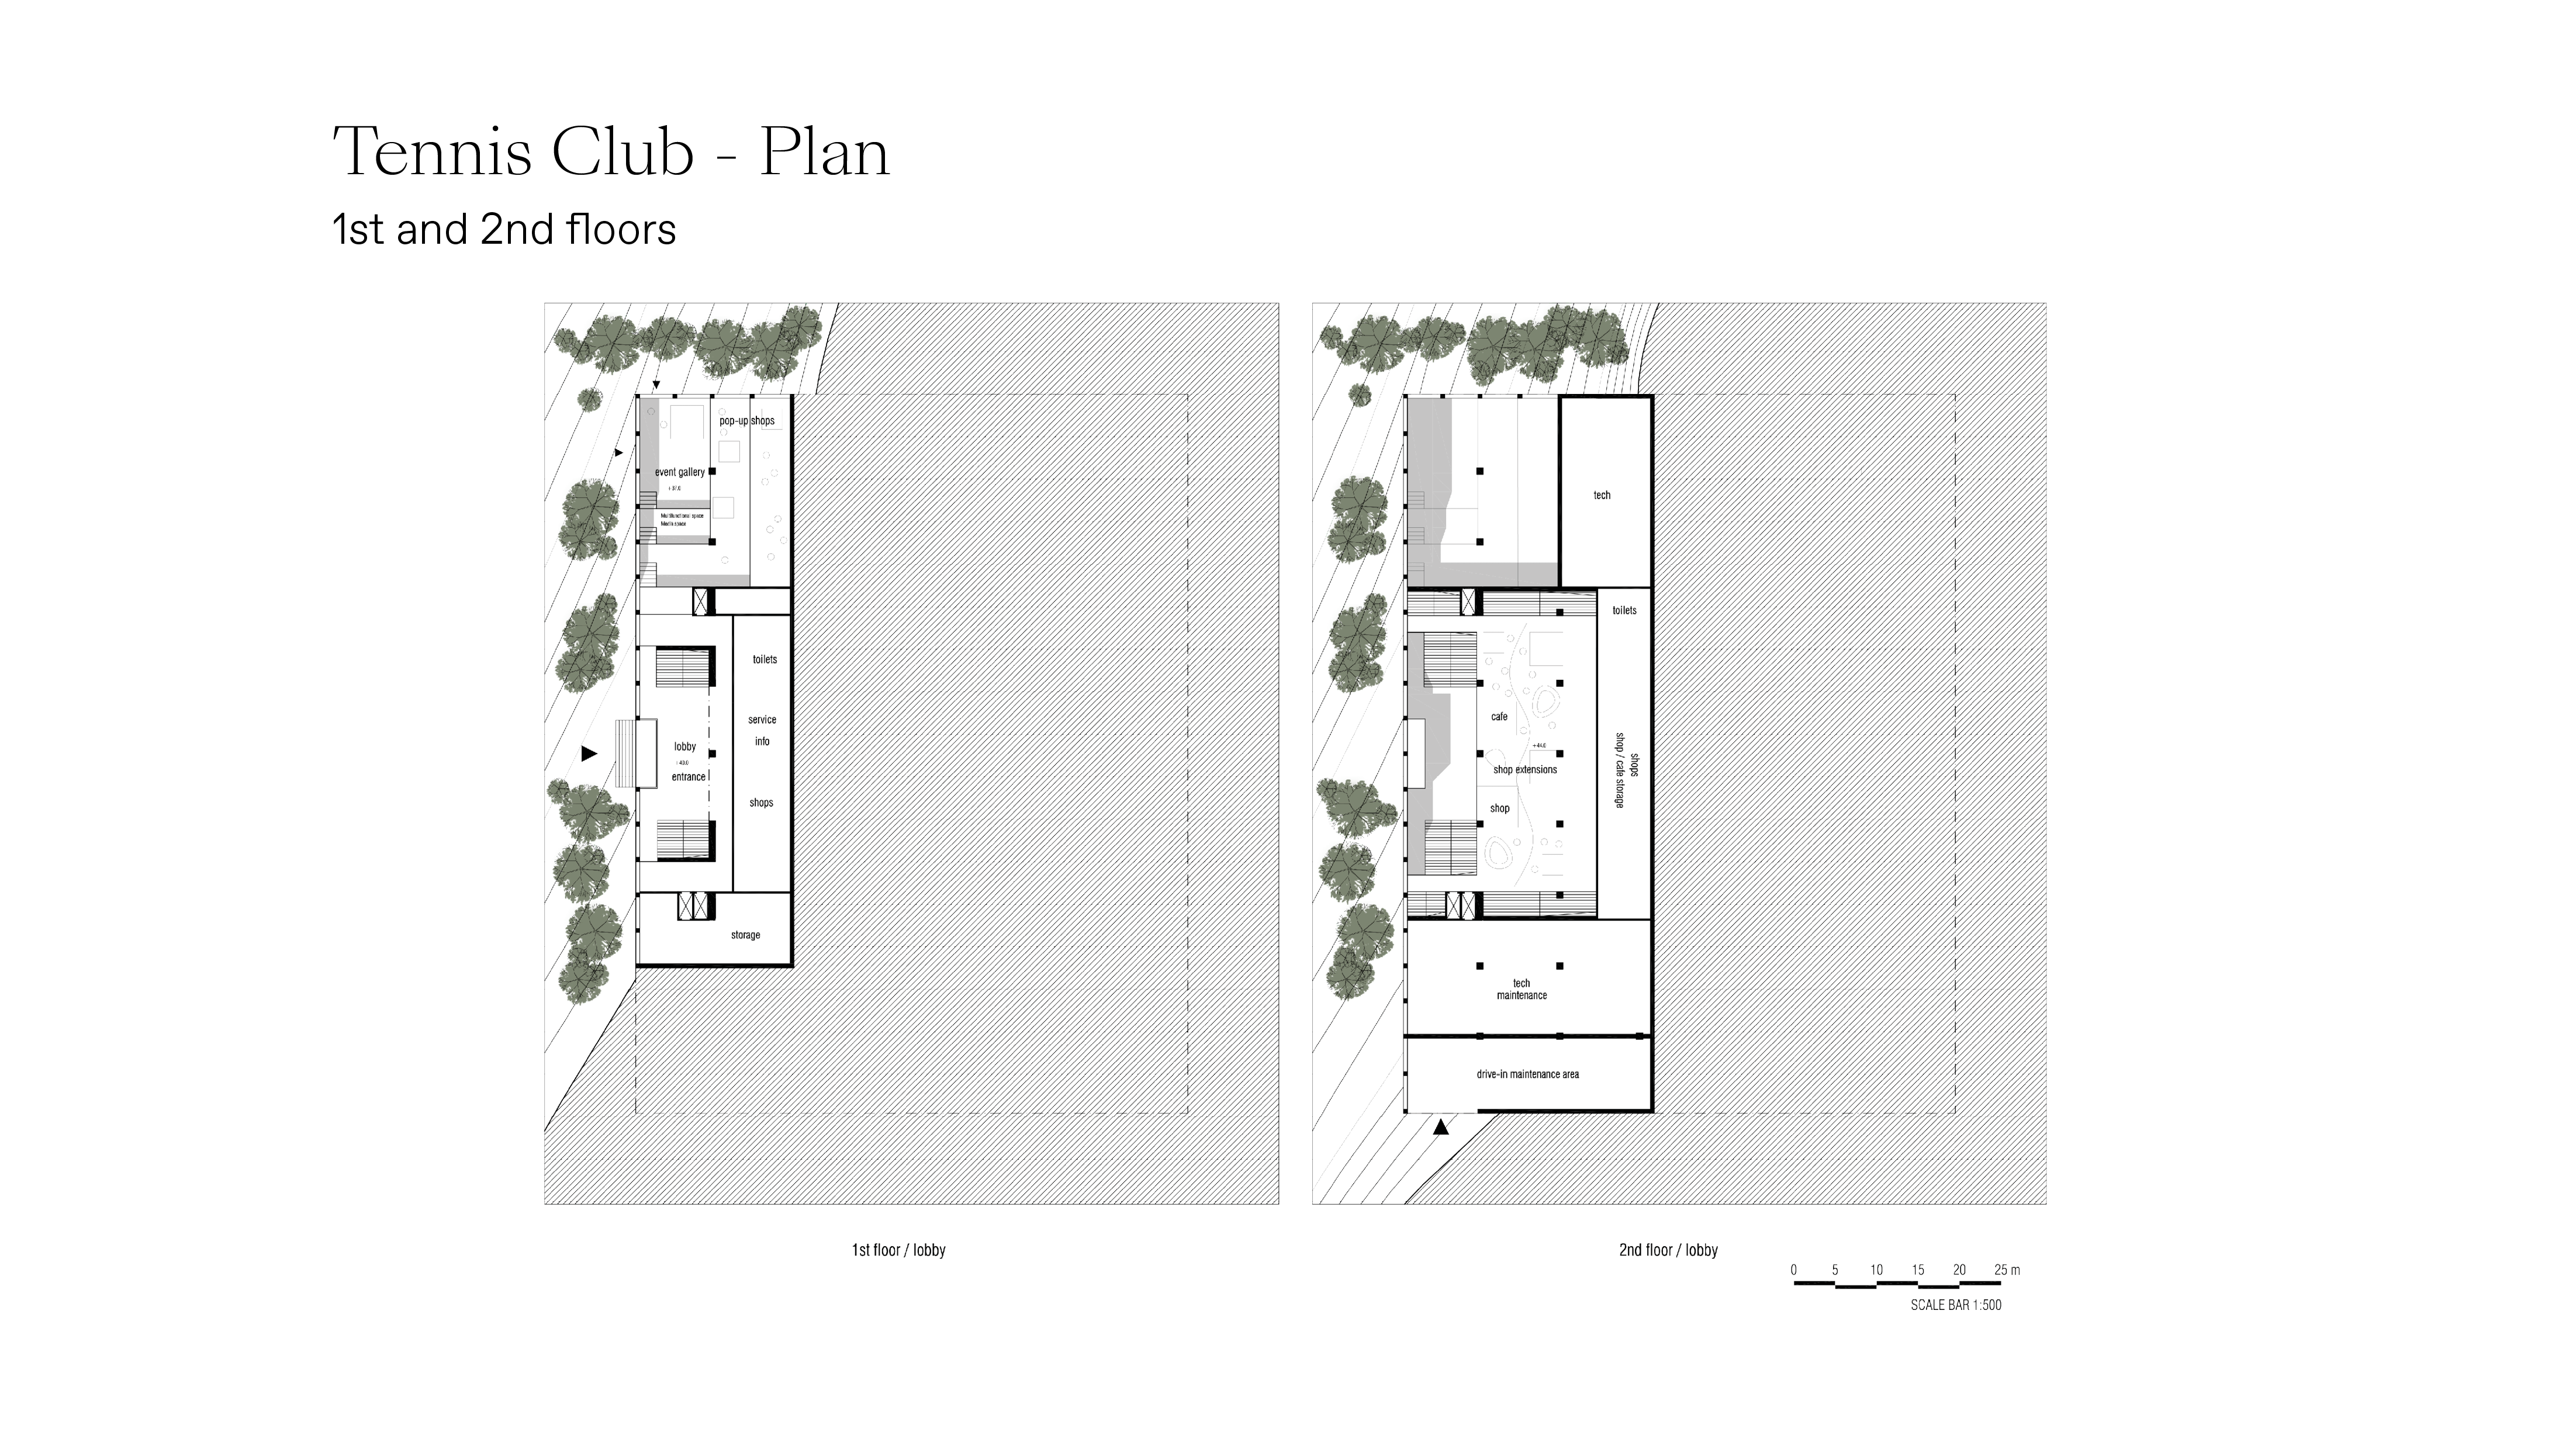 Tennis Club - Plan
1st and 2nd floors
pop-up shops
event gallery
+ 37.0
Multifunctional space
Media space
toilets
service
info
lobby
entrance
shops
storage
1st floor / lobby
tech
toilets
cafe
+ 44.0
shop extensions
shop
shops
shop / cafe storage
tech
maintenance
drive-in maintenance area
2nd floor / lobby
0 5 10 15 20 25 m
SCALE BAR 1:500